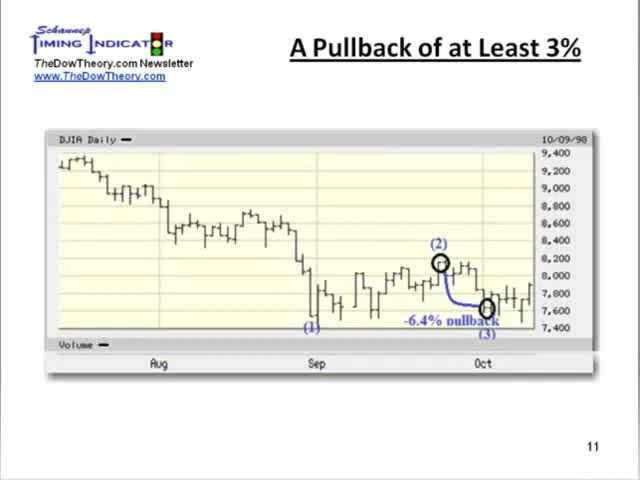 Schannep
TIMING INDICATOR
TheDowTheory.com Newsletter
www.TheDowTheory.com
A Pullback of at Least 3%
DJIA Daily
10/09/98
9,400
9,200
9,000
8,800
8,600
8,400
(2)
8,200
8,000
7,800
7,600
-6.4% pullback
(1)
(3)
7,400
Volume
Aug Sep Oct
11